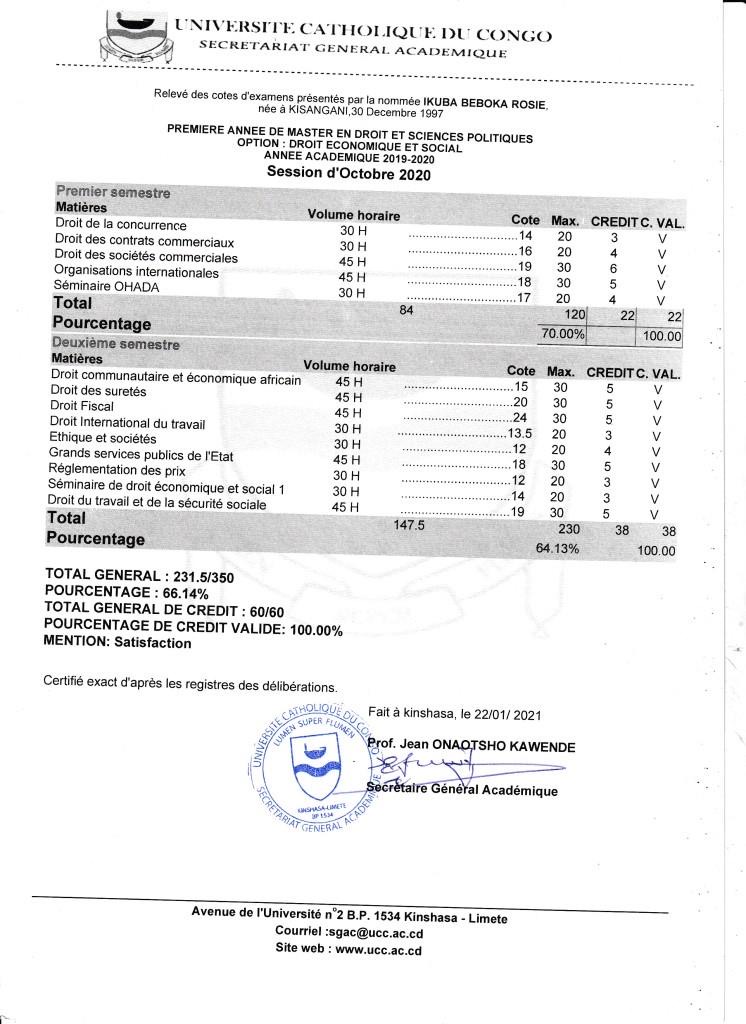 UNIVERSITE CATHOLIQUE DU CONGO
SECRETARIAT GENERAL ACADEMIQUE
Relevé des cotes d'examens présentés par la nommée IKUBA BEBOKA ROSIE,
née à KISANGANI,30 Decembre 1997
PREMIERE ANNEE DE MASTER EN DROIT ET SCIENCES POLITIQUES
OPTION : DROIT ECONOMIQUE ET SOCIAL
ANNEE ACADEMIQUE 2019-2020
Session d'Octobre 2020
Premier semestre
Matières Volume horaire Cote Max. CREDIT C. VAL.
Droit de la concurrence 30 H 14 20 3 V
Droit des contrats commerciaux 30 H 16 20 4 V
Droit des sociétés commerciales 45 H 19 30 6 V
Organisations internationales 45 H 18 30 5 V
Séminaire OHADA 30 H 17 20 4 V
Total 84 120 22 22
Pourcentage 70.00% 100.00
Deuxième semestre
Matières Volume horaire Cote Max. CREDIT C. VAL.
Droit communautaire et économique africain 45 H 15 30 5 V
Droit des suretés 45 H 20 30 5 V
Droit Fiscal 45 H 24 30 5 V
Droit International du travail 30 H 13.5 20 3 V
Ethique et sociétés 30 H 12 20 4 V
Grands services publics de l'Etat 45 H 18 30 5 V
Réglementation des prix 30 H 12 20 3 V
Séminaire de droit économique et social 1 30 H 14 20 3 V
Droit du travail et de la sécurité sociale 45 H 19 30 5 V
Total 147.5 230 38 38
Pourcentage 64.13% 100.00
TOTAL GENERAL : 231.5/350
POURCENTAGE : 66.14%
TOTAL GENERAL DE CREDIT : 60/60
POURCENTAGE DE CREDIT VALIDE: 100.00%
MENTION: Satisfaction
Certifié exact d'après les registres des délibérations.
Fait à kinshasa, le 22/01/ 2021
Prof. Jean ONAOTSHO KAWENDE
Secrétaire Général Académique
UNIVERSITE CATHOLIQUE DU CONGO
LUMEN SUPER FLUMEN
KINSHASA-LIMETE
BP 1534
SECRETARIAT GENERAL ACADEMIQUE
Avenue de l'Université n°2 B.P. 1534 Kinshasa - Limete
Courriel :sgac@ucc.ac.cd
Site web : www.ucc.ac.cd